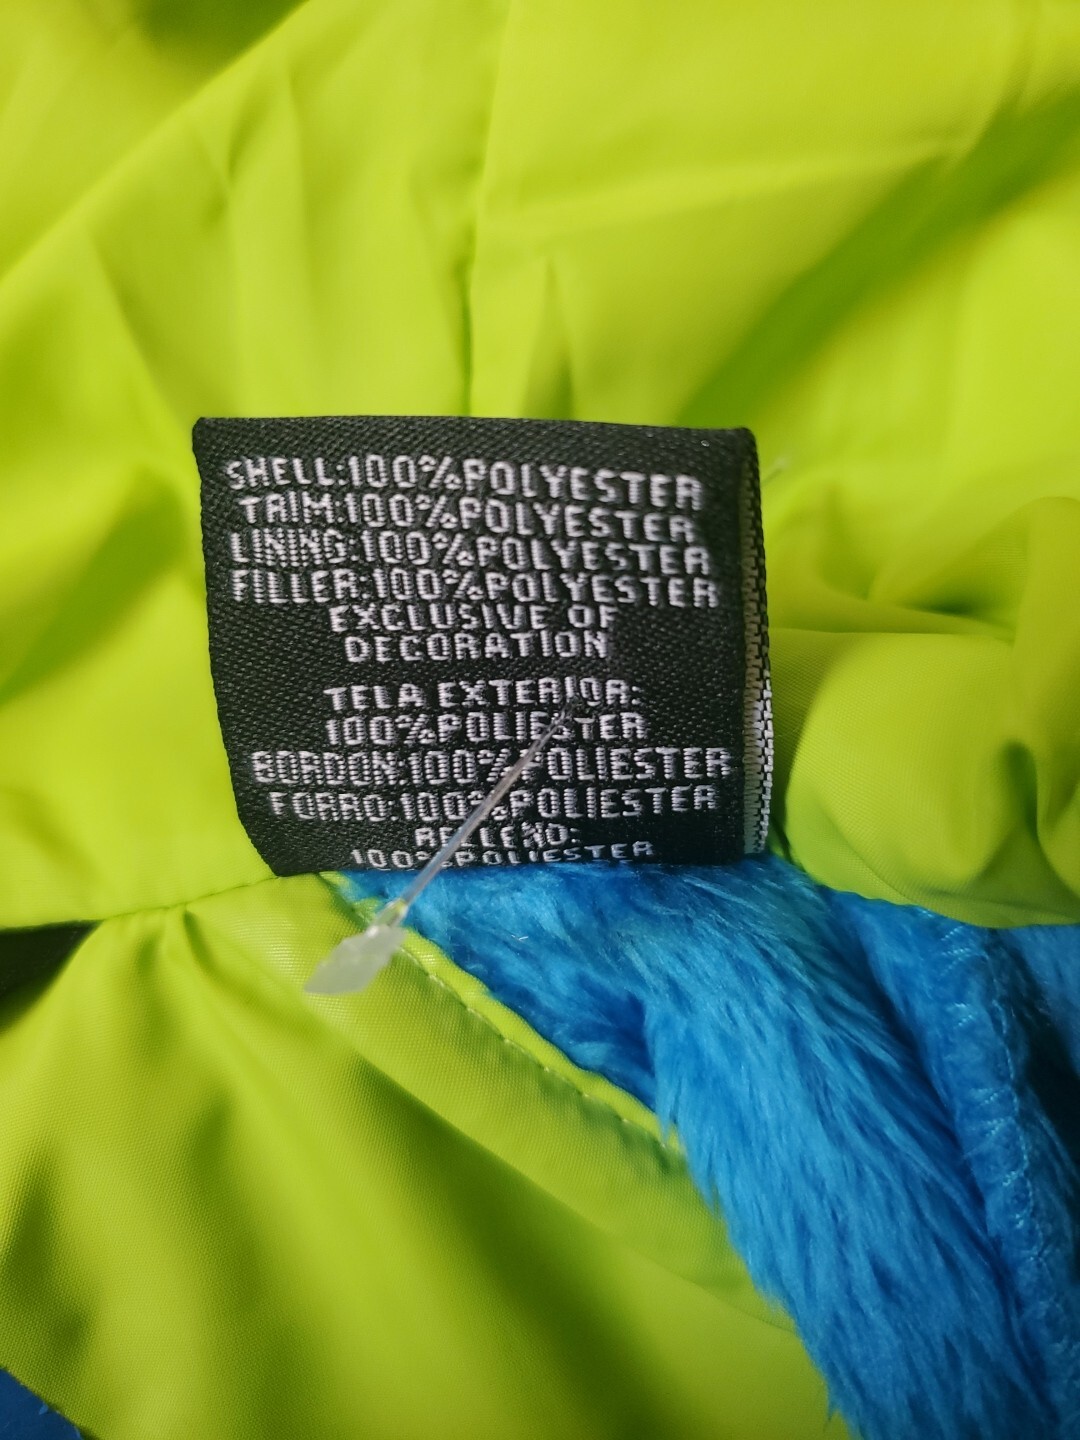 SHELL:100%POLYESTER
TRIM:100%POLYESTER
LINING:100%POLYESTER
FILLER:100%POLYESTER
EXCLUSIVE OF
DECORATION
TELA EXTERIOR:
100%POLIESTER
BORDON:100%POLIESTER
FORRO:100%POLIESTER
RELLENO:
100%POLIESTER